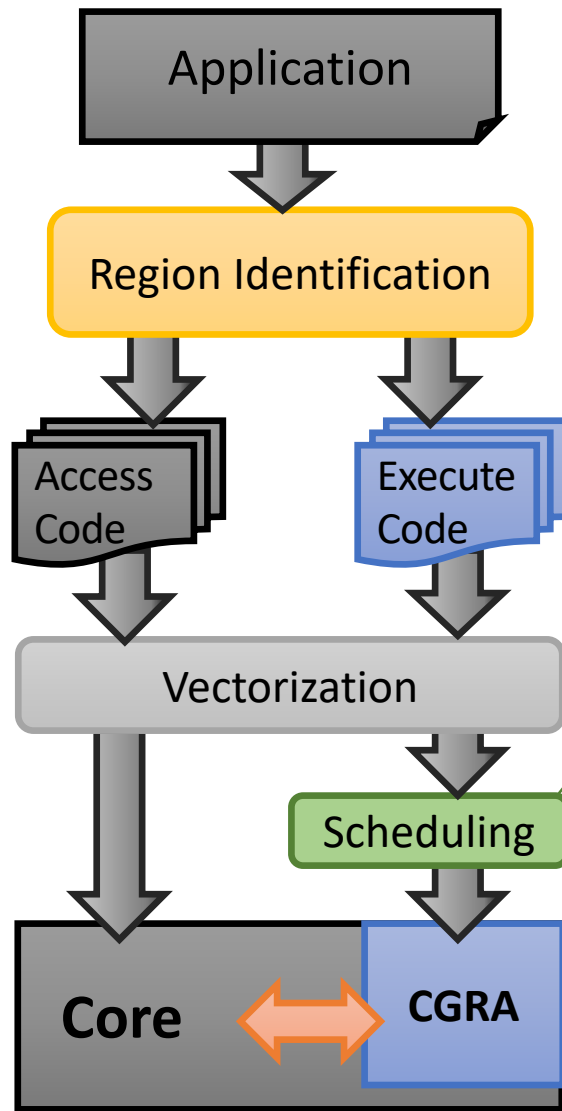 Application
Region Identification
Access
Code
Execute
Code
Vectorization
Scheduling
Core
CGRA